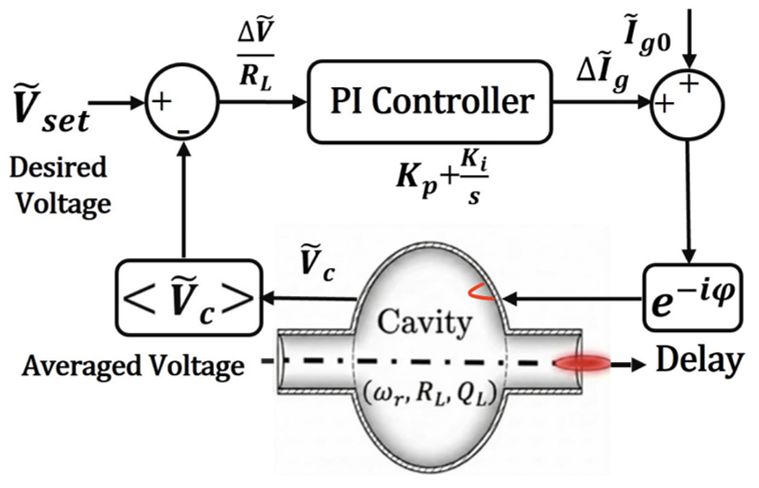 ΔṼ
R_L
Ĩ_g0
Ṽ_set
+
-
PI Controller
ΔĨ_g
+
+
Desired
Voltage
K_p+K_i/s
< Ṽ_c >
Ṽ_c
e^{-iφ}
Cavity
Averaged Voltage
Delay
(ω_r, R_L, Q_L)